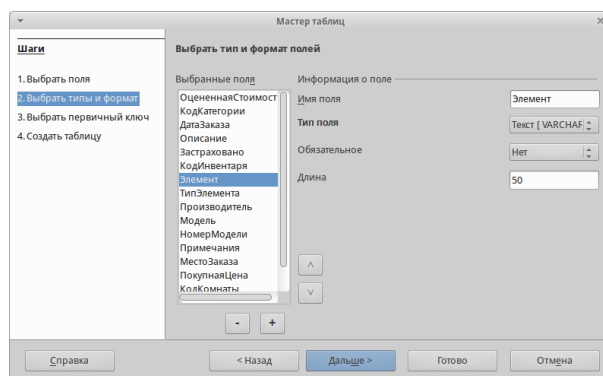 Мастер таблиц
Шаги
1. Выбрать поля
2. Выбрать типы и формат
3. Выбрать первичный ключ
4. Создать таблицу
Выбрать тип и формат полей
Выбранные поля
ОцененнаяСтоимост
КодКатегории
ДатаЗаказа
Описание
Застраховано
КодИнвентаря
Элемент
ТипЭлемента
Производитель
Модель
НомерМодели
Примечания
МестоЗаказа
ПокупнаяЦена
КодКомнаты
- +
Информация о поле
Имя поля Элемент
Тип поля Текст [ VARCHAR
Обязательное Нет
Длина 50
Справка < Назад Дальше > Готово Отмена